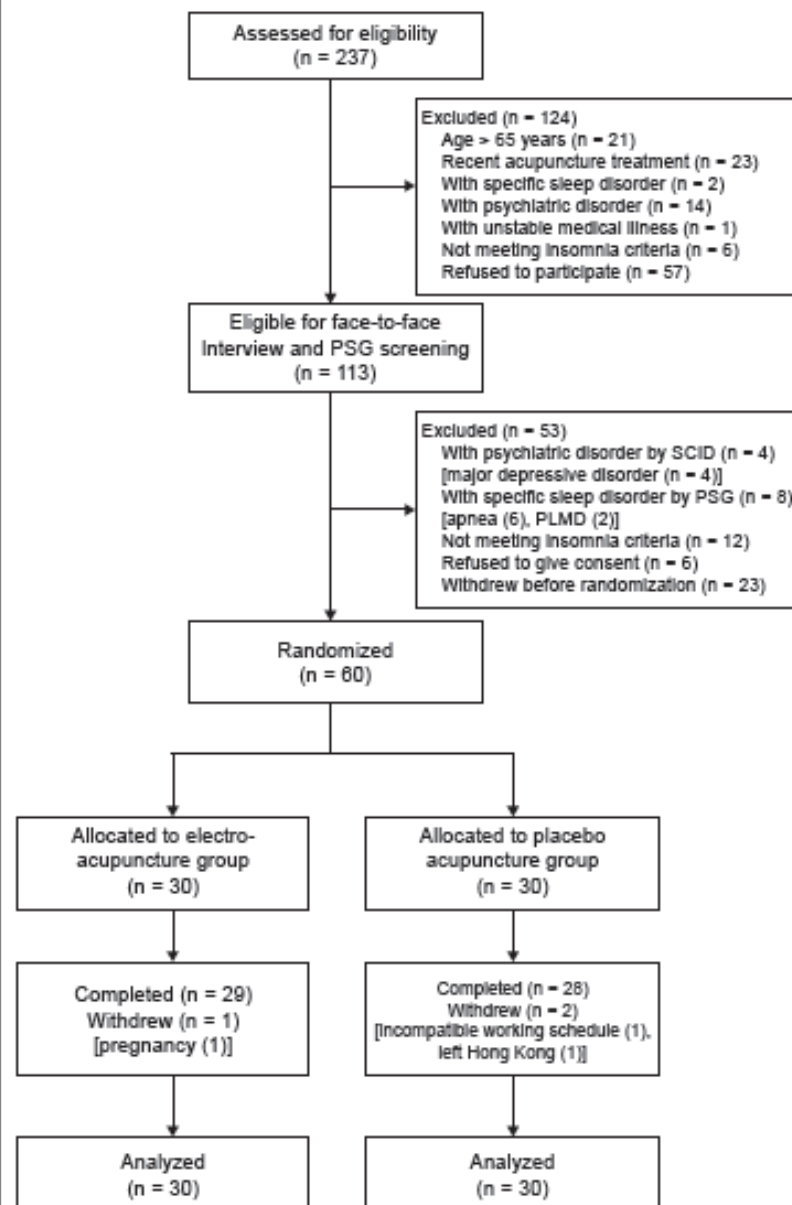 Assessed for eligibility
(n = 237)
Excluded (n = 124)
Age > 65 years (n = 21)
Recent acupuncture treatment (n = 23)
With specific sleep disorder (n = 2)
With psychiatric disorder (n = 14)
With unstable medical illness (n = 1)
Not meeting insomnia criteria (n = 6)
Refused to participate (n = 57)
Eligible for face-to-face
Interview and PSG screening
(n = 113)
Excluded (n = 53)
With psychiatric disorder by SCID (n = 4)
[major depressive disorder (n = 4)]
With specific sleep disorder by PSG (n = 8)
[apnea (6), PLMD (2)]
Not meeting insomnia criteria (n = 12)
Refused to give consent (n = 6)
Withdrew before randomization (n = 23)
Randomized
(n = 60)
Allocated to electro-
acupuncture group
(n = 30)
Allocated to placebo
acupuncture group
(n = 30)
Completed (n = 29)
Withdrew (n = 1)
[pregnancy (1)]
Completed (n = 28)
Withdrew (n = 2)
[Incompatible working schedule (1),
left Hong Kong (1)]
Analyzed
(n = 30)
Analyzed
(n = 30)